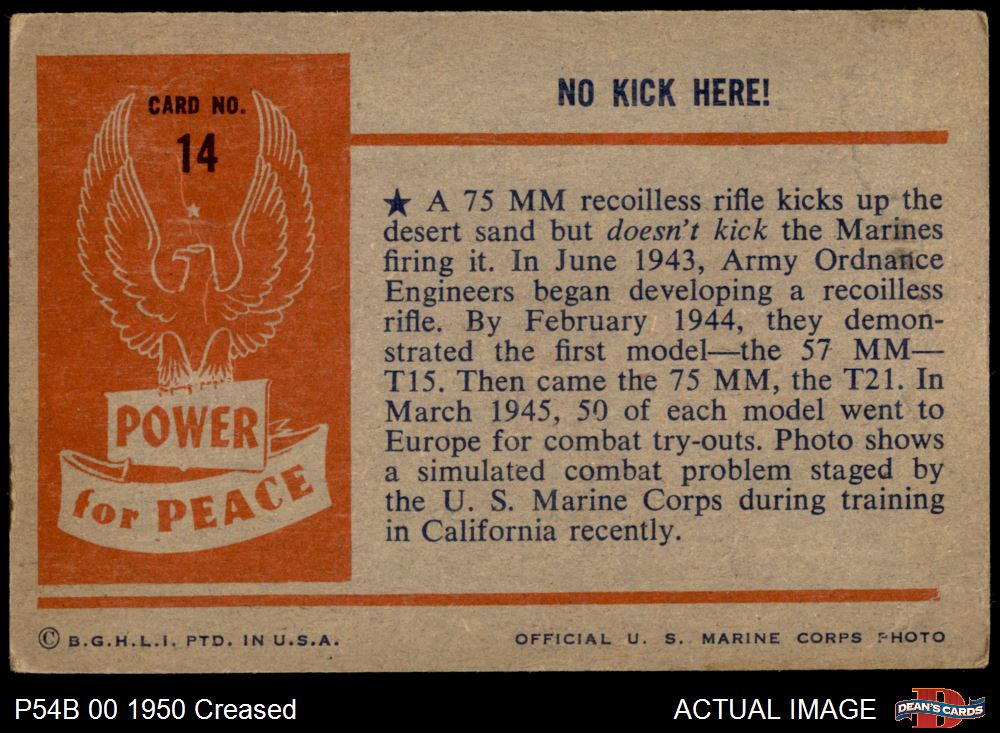 CARD NO.
14
POWER
for PEACE
NO KICK HERE!
★ A 75 MM recoilless rifle kicks up the
desert sand but doesn't kick the Marines
firing it. In June 1943, Army Ordnance
Engineers began developing a recoilless
rifle. By February 1944, they demon-
strated the first model—the 57 MM—
T15. Then came the 75 MM, the T21. In
March 1945, 50 of each model went to
Europe for combat try-outs. Photo shows
a simulated combat problem staged by
the U. S. Marine Corps during training
in California recently.
© B.G.H.L.I. PTD. IN U.S.A.
OFFICIAL U. S. MARINE CORPS PHOTO
P54B 00 1950 Creased
ACTUAL IMAGE
D
DEAN'S CARDS